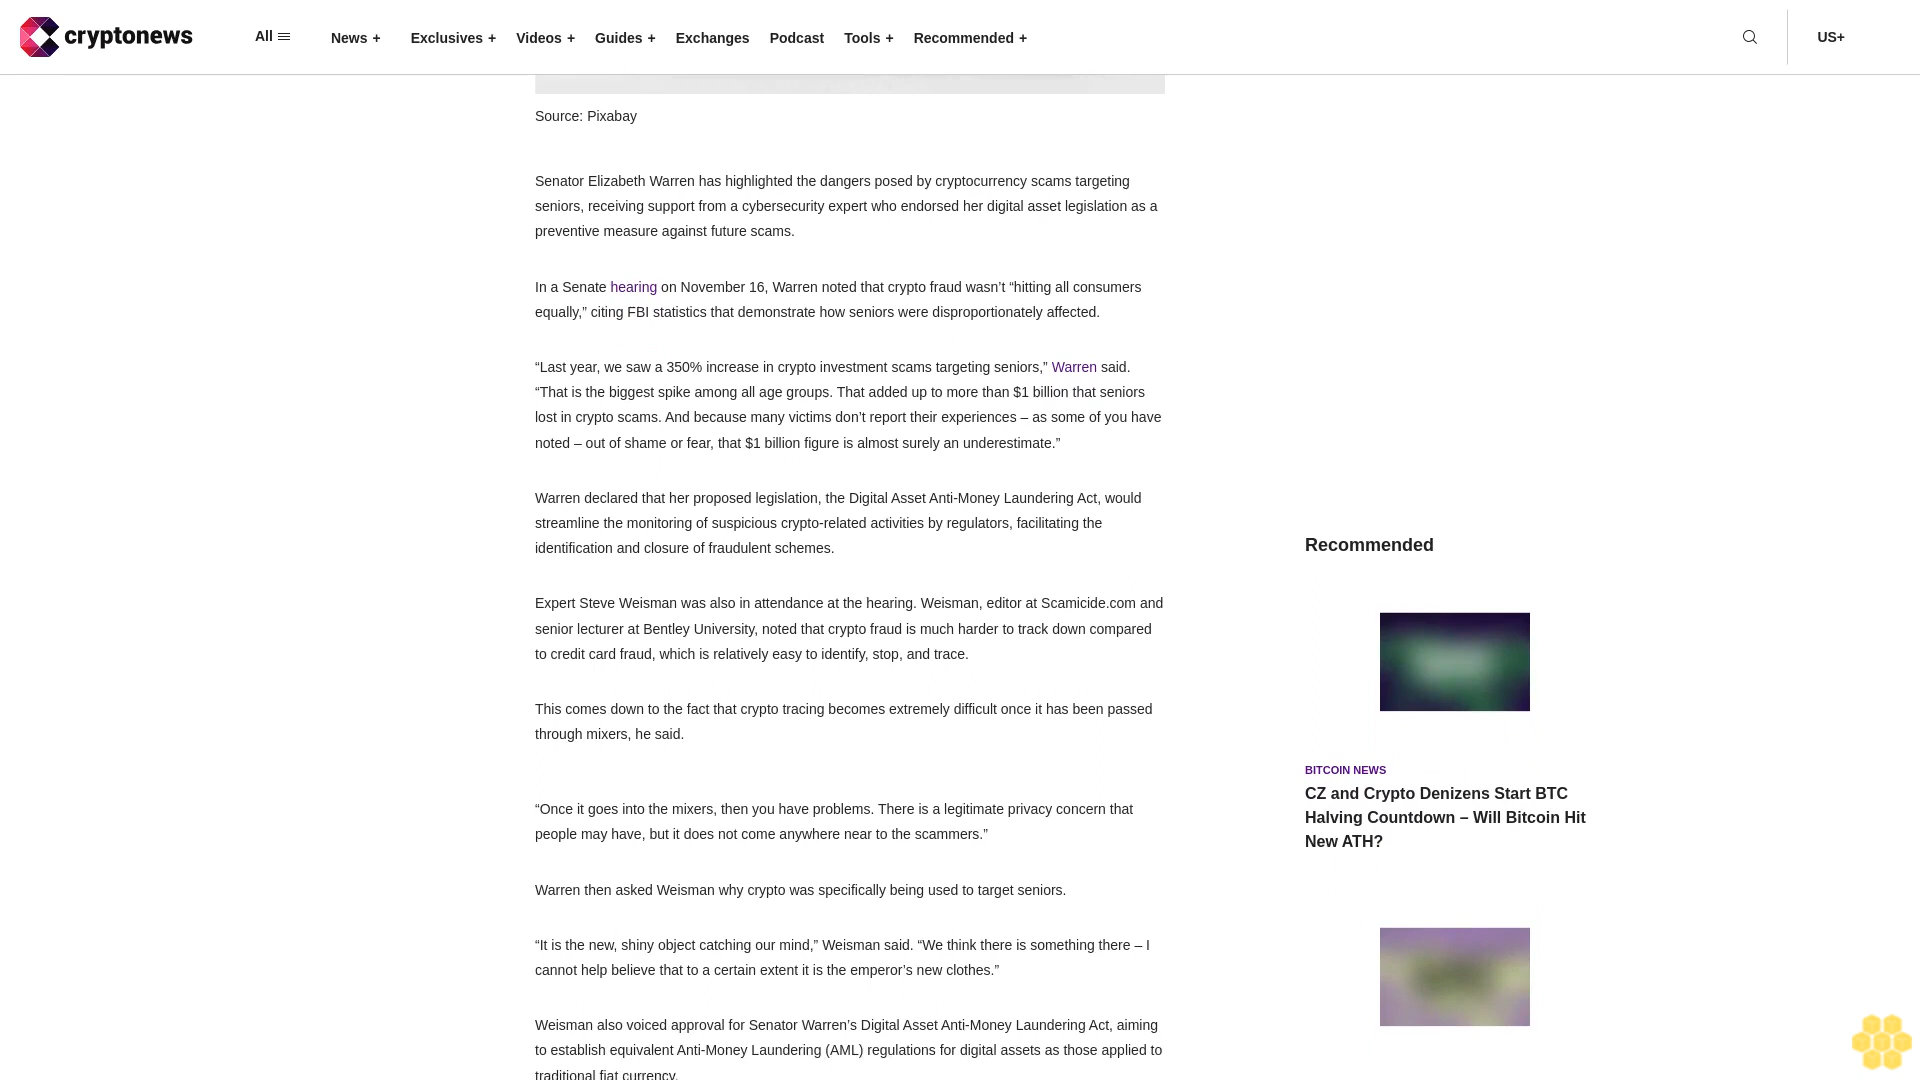 cryptonews
All
News +
Exclusives +
Videos +
Guides +
Exchanges
Podcast
Tools +
Recommended +
US+
Source: Pixabay
Senator Elizabeth Warren has highlighted the dangers posed by cryptocurrency scams targeting
seniors, receiving support from a cybersecurity expert who endorsed her digital asset legislation as a
preventive measure against future scams.
In a Senate hearing on November 16, Warren noted that crypto fraud wasn’t “hitting all consumers
equally,” citing FBI statistics that demonstrate how seniors were disproportionately affected.
“Last year, we saw a 350% increase in crypto investment scams targeting seniors,” Warren said.
“That is the biggest spike among all age groups. That added up to more than $1 billion that seniors
lost in crypto scams. And because many victims don’t report their experiences – as some of you have
noted – out of shame or fear, that $1 billion figure is almost surely an underestimate.”
Warren declared that her proposed legislation, the Digital Asset Anti-Money Laundering Act, would
streamline the monitoring of suspicious crypto-related activities by regulators, facilitating the
identification and closure of fraudulent schemes.
Expert Steve Weisman was also in attendance at the hearing. Weisman, editor at Scamicide.com and
senior lecturer at Bentley University, noted that crypto fraud is much harder to track down compared
to credit card fraud, which is relatively easy to identify, stop, and trace.
This comes down to the fact that crypto tracing becomes extremely difficult once it has been passed
through mixers, he said.
“Once it goes into the mixers, then you have problems. There is a legitimate privacy concern that
people may have, but it does not come anywhere near to the scammers.”
Warren then asked Weisman why crypto was specifically being used to target seniors.
“It is the new, shiny object catching our mind,” Weisman said. “We think there is something there – I
cannot help believe that to a certain extent it is the emperor’s new clothes.”
Weisman also voiced approval for Senator Warren’s Digital Asset Anti-Money Laundering Act, aiming
to establish equivalent Anti-Money Laundering (AML) regulations for digital assets as those applied to
traditional fiat currency.
Recommended
BITCOIN NEWS
CZ and Crypto Denizens Start BTC
Halving Countdown – Will Bitcoin Hit
New ATH?